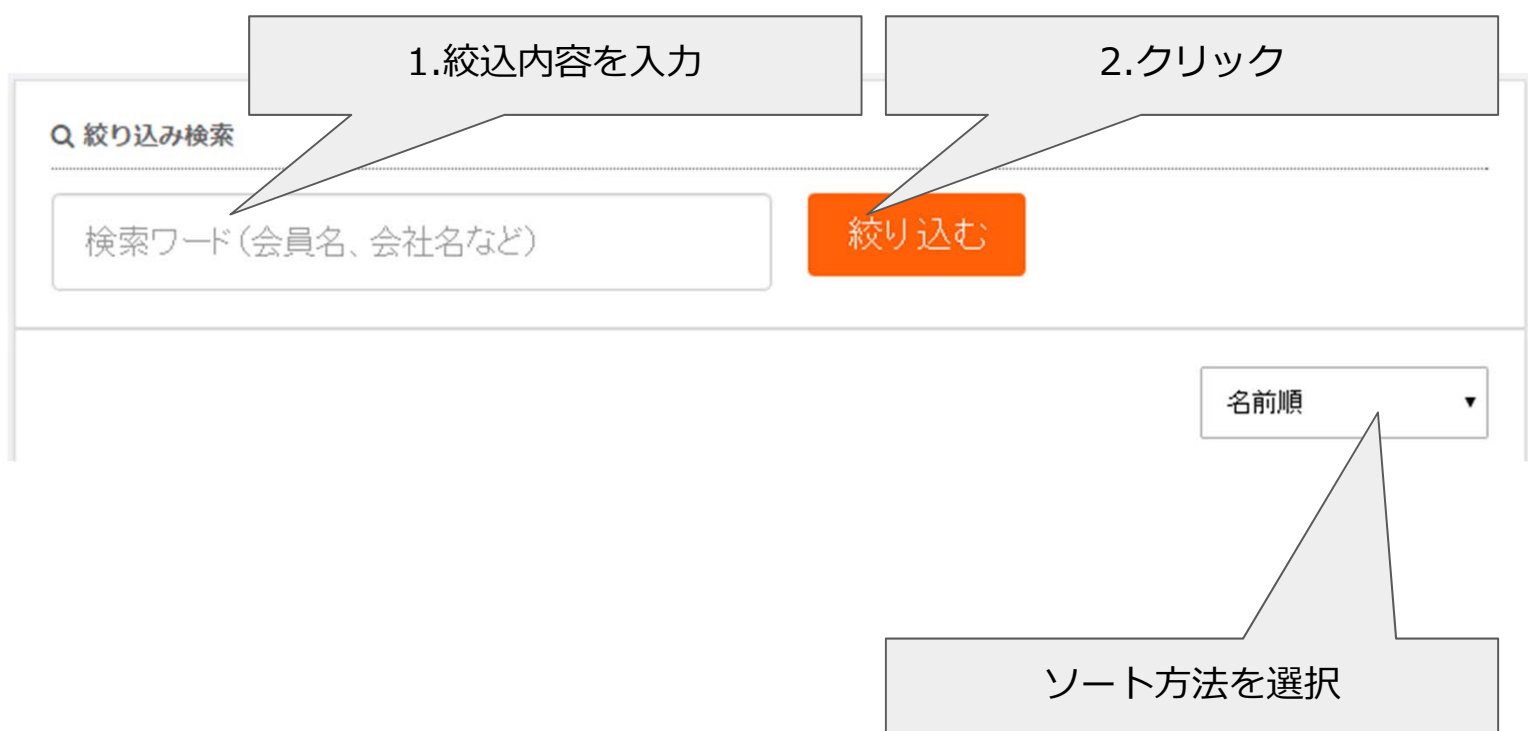 1.絞込内容を入力
2.クリック
絞り込み検索
検索ワード(会員名、会社名など)
絞り込む
名前順
ソート方法を選択